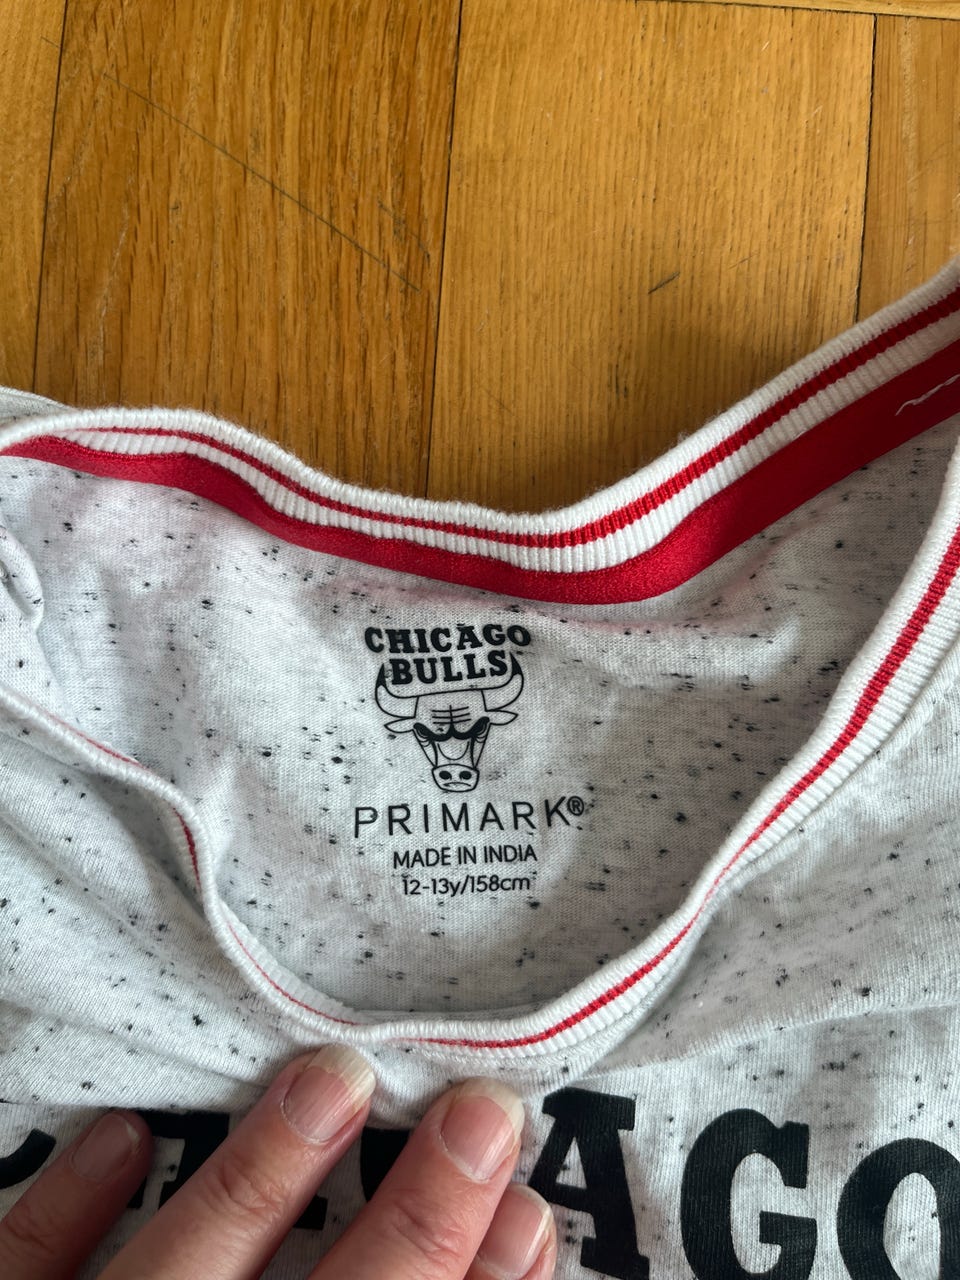 CHICAGO
BULLS
PRIMARK®
MADE IN INDIA
12-13y/158cm